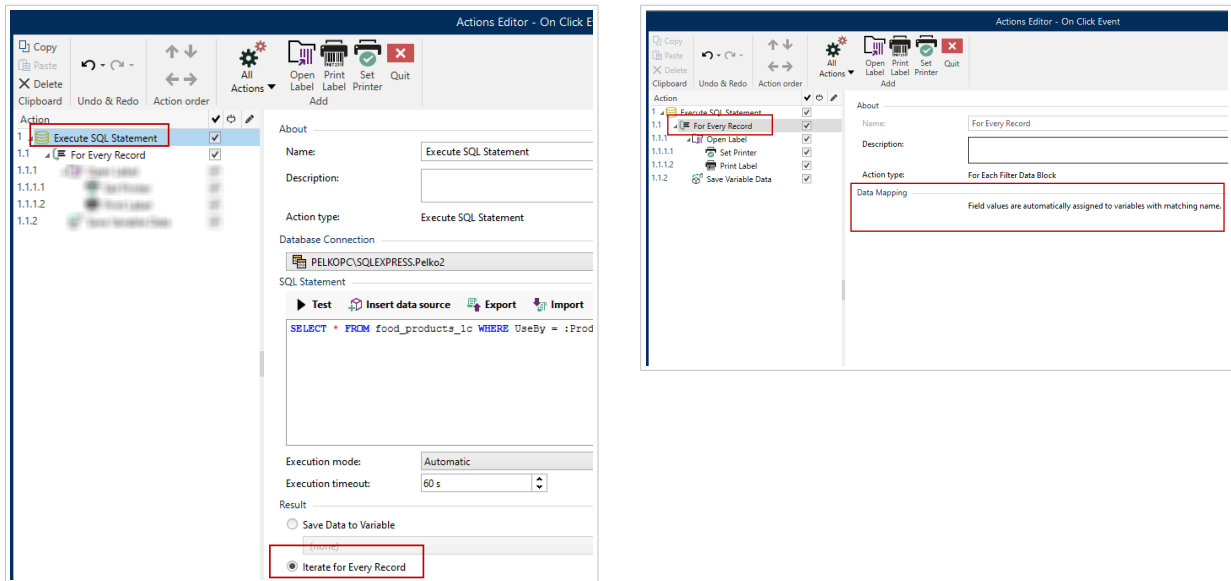 Actions Editor - On Click E
Copy
Paste
Delete
Clipboard
Undo & Redo
Action order
All
Actions
Open
Label
Print
Label
Set
Printer
Quit
Add
Action
1 Execute SQL Statement
1.1 For Every Record
1.1.1
1.1.1.1
1.1.1.2
1.1.2
About
Name: Execute SQL Statement
Description:
Action type: Execute SQL Statement
Database Connection
PELKOPC\SQLEXPRESS.Pelko2
SQL Statement
Test Insert data source Export Import
SELECT * FROM food_products_1c WHERE UseBy = :Prod
Execution mode: Automatic
Execution timeout: 60 s
Result
Save Data to Variable
(none)
Iterate for Every Record
Actions Editor - On Click Event
Copy
Paste
Delete
Clipboard
Undo & Redo
Action order
All
Actions
Open
Label
Print
Label
Set
Printer
Quit
Add
Action
1 Execute SQL Statement
1.1 For Every Record
1.1.1 Open Label
1.1.1.1 Set Printer
1.1.1.2 Print Label
1.1.2 Save Variable Data
About
Name: For Every Record
Description:
Action type: For Each Filter Data Block
Data Mapping
Field values are automatically assigned to variables with matching name.